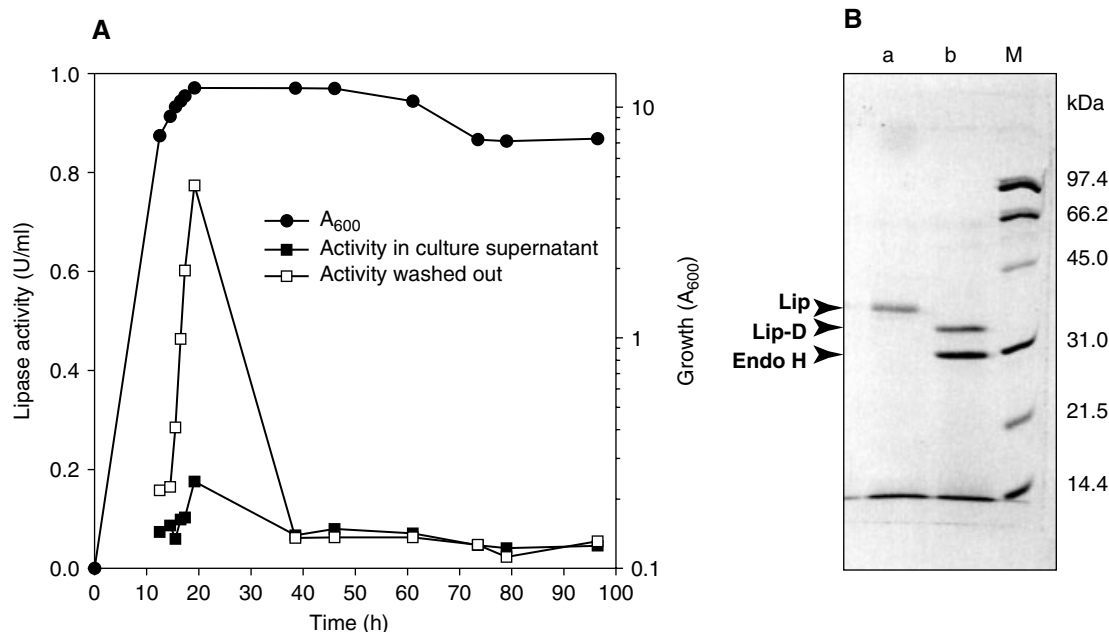 A
Lipase activity (U/ml)
1.0
0.8
0.6
0.4
0.2
0.0
0 10 20 30 40 50 60 70 80 90 100
Time (h)
10
1
0.1
Growth (A600)
A600
Activity in culture supernatant
Activity washed out
B
a b M
kDa
97.4
66.2
45.0
31.0
21.5
14.4
Lip
Lip-D
Endo H